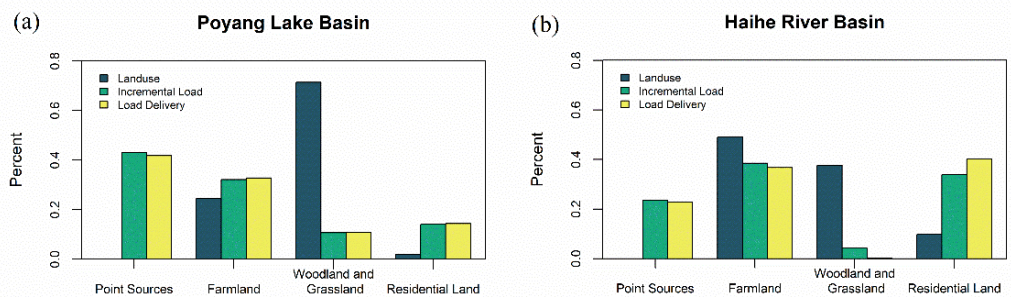 (a)
Poyang Lake Basin
Percent
0.0
0.2
0.4
0.6
0.8
Landuse
Incremental Load
Load Delivery
Point Sources
Farmland
Woodland and
Grassland
Residential Land
(b)
Haihe River Basin
Percent
0.0
0.2
0.4
0.6
0.8
Landuse
Incremental Load
Load Delivery
Point Sources
Farmland
Woodland and
Grassland
Residential Land